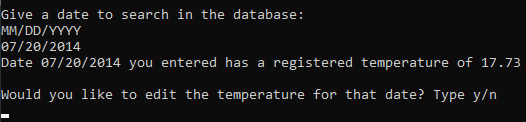 Give a date to search in the database:
MM/DD/YYYY
07/20/2014
Date 07/20/2014 you entered has a registered temperature of 17.73
Would you like to edit the temperature for that date? Type y/n